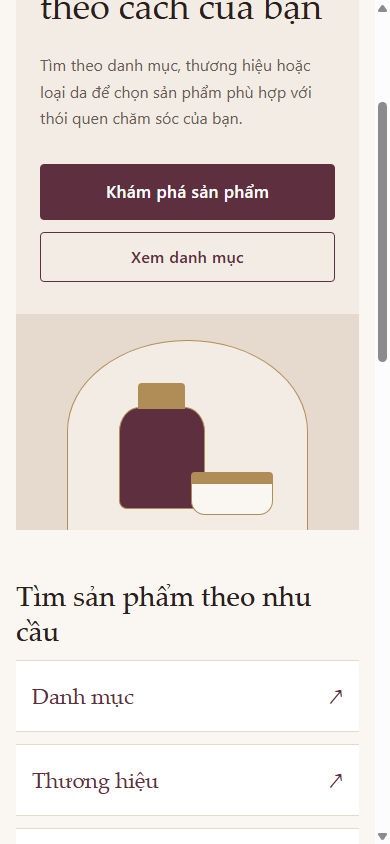 theo cách của bạn
Tìm theo danh mục, thương hiệu hoặc
loại da để chọn sản phẩm phù hợp với
thói quen chăm sóc của bạn.
Khám phá sản phẩm
Xem danh mục
Tìm sản phẩm theo nhu
cầu
Danh mục
Thương hiệu